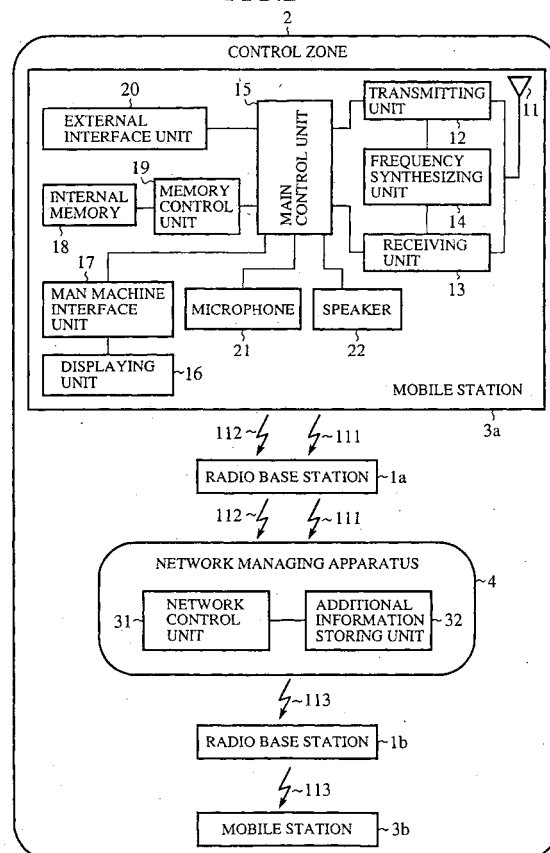 2
CONTROL ZONE
20
15
EXTERNAL
INTERFACE UNIT
MAIN
CONTROL UNIT
TRANSMITTING
UNIT
11
12
19
FREQUENCY
SYNTHESIZING
UNIT
INTERNAL
MEMORY
MEMORY
CONTROL
UNIT
18
14
RECEIVING
UNIT
17
13
MAN MACHINE
INTERFACE
UNIT
MICROPHONE
SPEAKER
21
22
DISPLAYING
UNIT
16
MOBILE STATION
3a
112
111
RADIO BASE STATION
1a
112
111
NETWORK MANAGING APPARATUS
4
31
NETWORK
CONTROL
UNIT
ADDITIONAL
INFORMATION
STORING UNIT
32
113
RADIO BASE STATION
1b
113
MOBILE STATION
3b